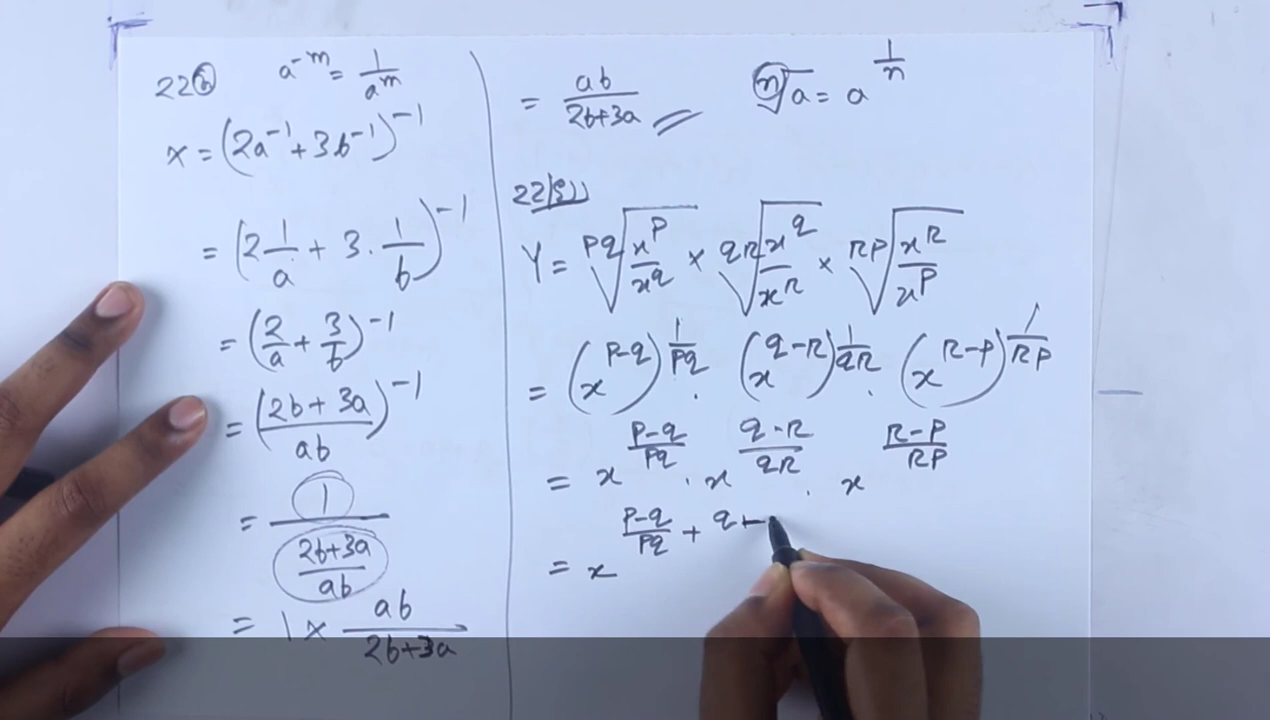 22 b) a⁻ᵐ = 1/aᵐ
x = (2a⁻¹ + 3b⁻¹)⁻¹
= (2 1/a + 3 . 1/b)⁻¹
= (2/a + 3/b)⁻¹
= ((2b + 3a)/ab)⁻¹
= 1/((2b+3a)/ab)
= 1 × ab/(2b+3a)
= ab/(2b+3a) ⁿ√a = a^(1/n)
Y = ᴾq√(x^P/x^q) × qᴿ√(x^q/x^R) × ᴿᴾ√(x^R/x^P)
= (x^(P-q))^(1/Pq) . (x^(q-R))^(1/qR) . (x^(R-P))^(1/RP)
= x^((P-q)/Pq) . x^((q-R)/qR) . x^((R-P)/RP)
= x^((P-q)/Pq + q-